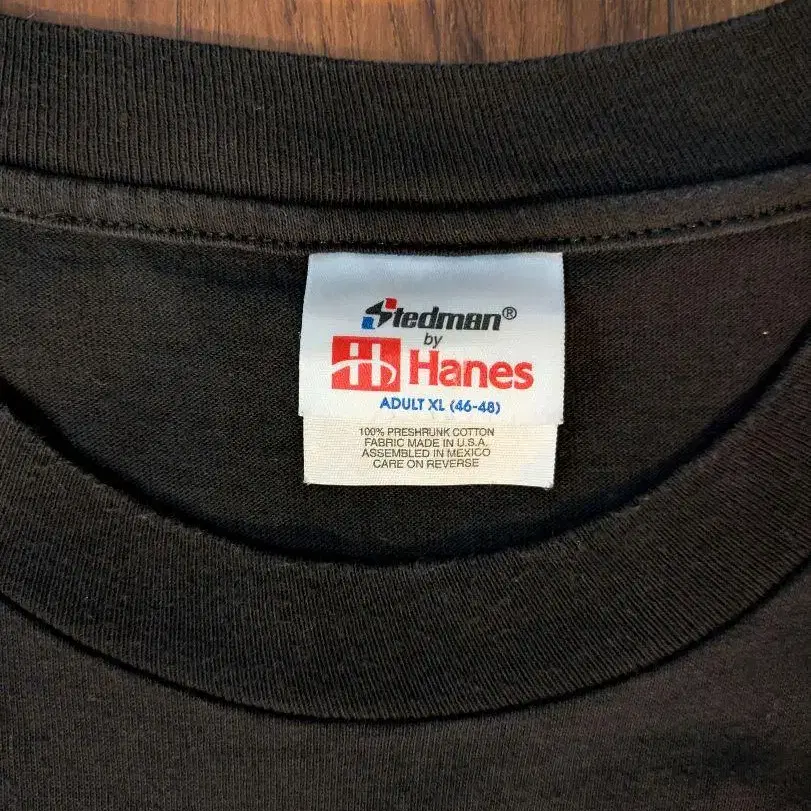 Stedman®
by
Hanes
ADULT XL (46-48)
100% PRESHRUNK COTTON
FABRIC MADE IN U.S.A.
ASSEMBLED IN MEXICO
CARE ON REVERSE